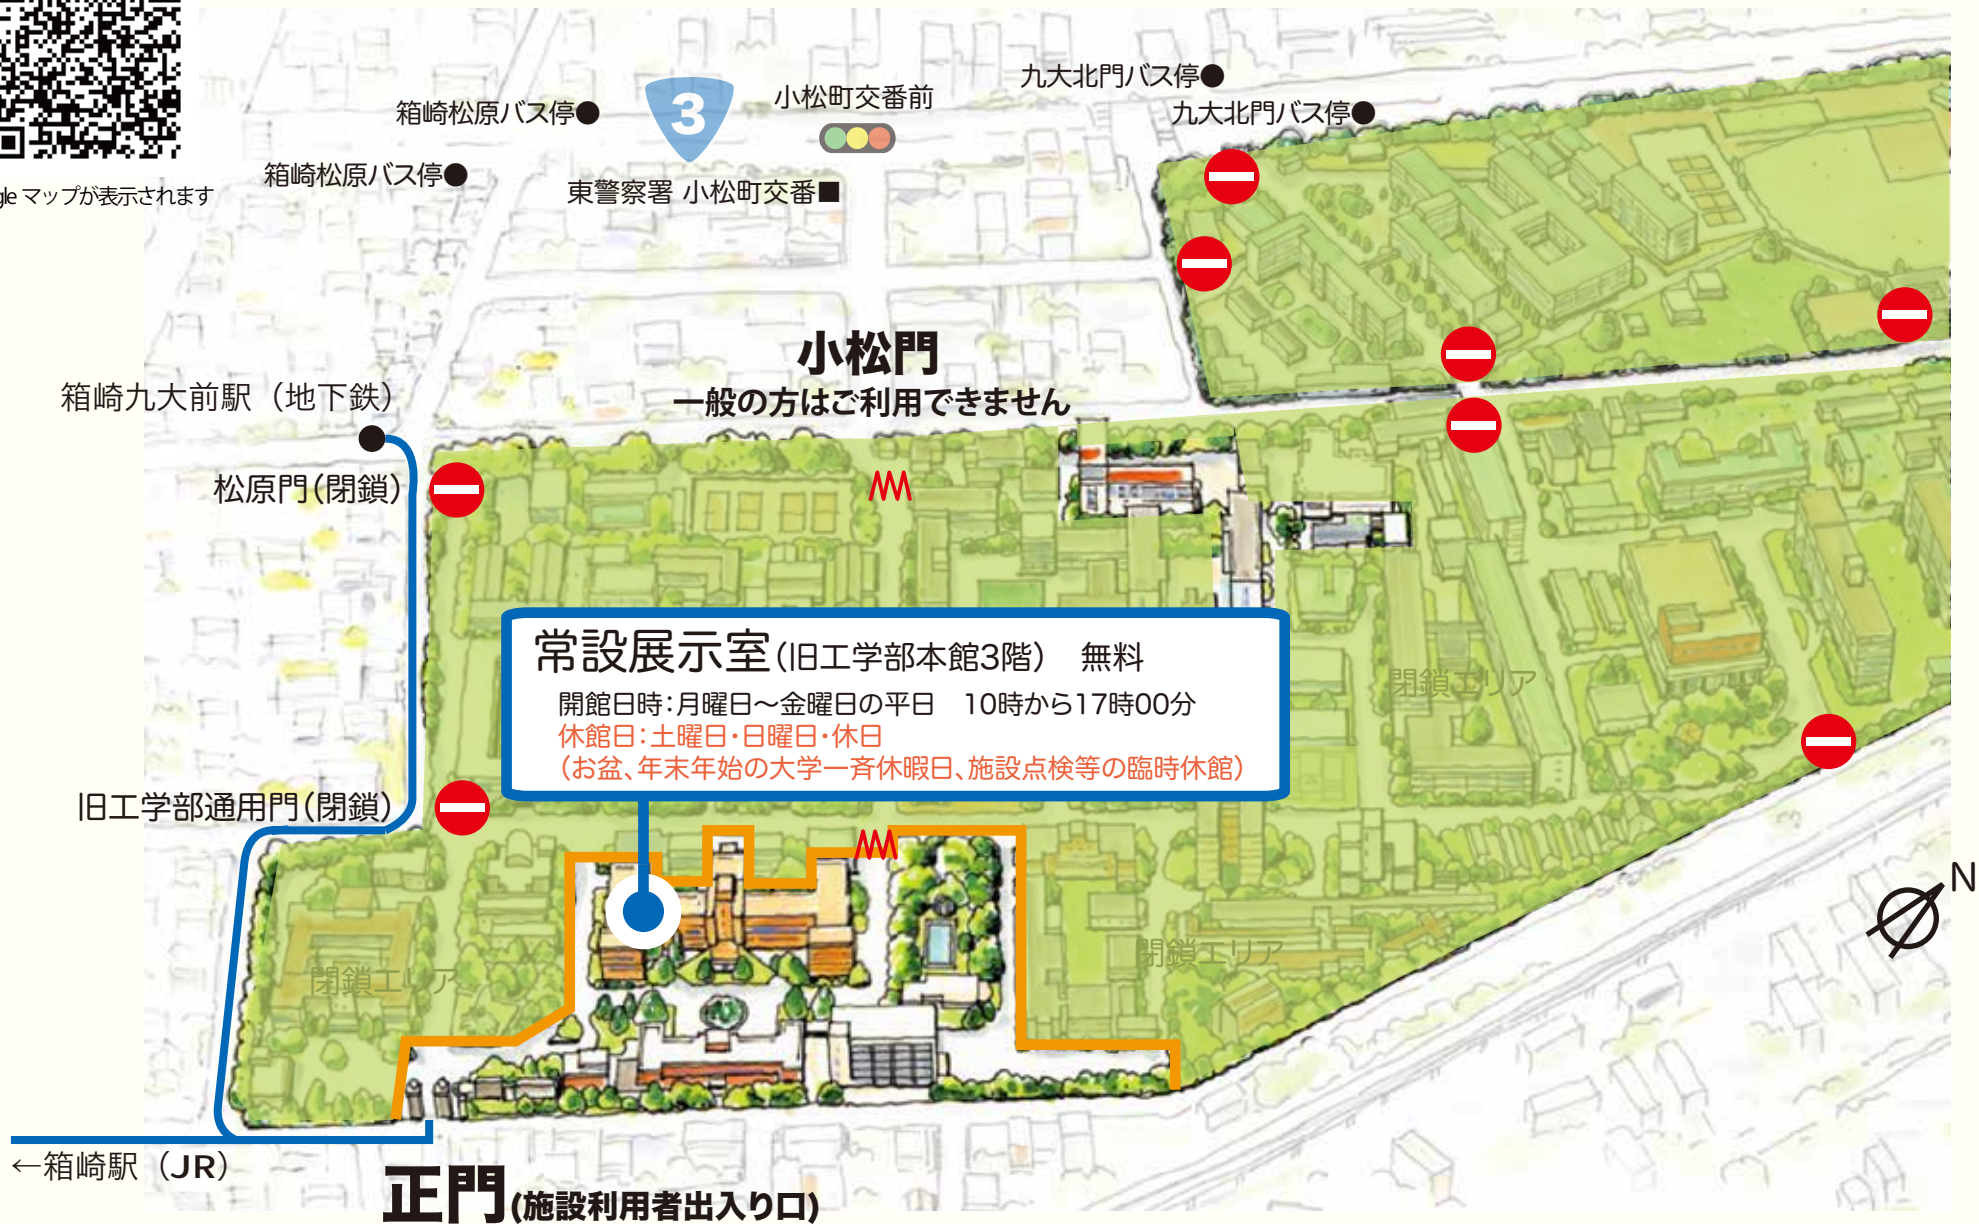 九大北門バス停●
箱崎松原バス停●
3
小松町交番前
九大北門バス停●
箱崎松原バス停●
東警察署 小松町交番■
gle マップが表示されます
小松門
一般の方はご利用できません
箱崎九大前駅（地下鉄）
松原門(閉鎖)
常設展示室(旧工学部本館3階)　無料
開館日時：月曜日～金曜日の平日　10時から17時00分
休館日：土曜日・日曜日・休日
（お盆、年末年始の大学一斉休暇日、施設点検等の臨時休館）
閉鎖エリア
旧工学部通用門(閉鎖)
N
閉鎖エリア
閉鎖エリア
←箱崎駅（JR）
正門(施設利用者出入り口)